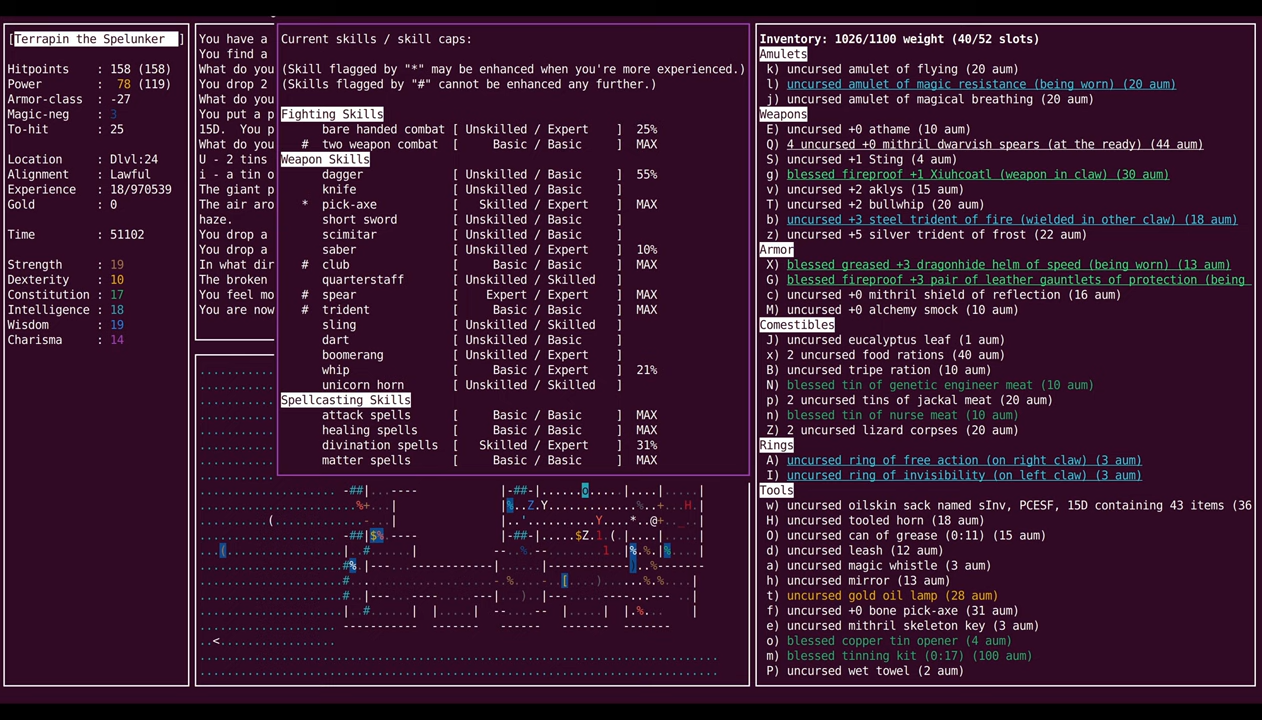 [Terrapin the Spelunker ]
Hitpoints : 158 (158)
Power : 78 (119)
Armor-class : -27
Magic-neg : 3
To-hit : 25
Location : Dlvl:24
Alignment : Lawful
Experience : 18/970539
Gold : 0
Time : 51102
Strength : 19
Dexterity : 10
Constitution : 17
Intelligence : 18
Wisdom : 19
Charisma : 14
You have a
You find a
What do you
You drop 2
What do you
You put a p
15D. You p
What do you
U - 2 tins
i - a tin o
The giant p
The air aro
haze.
You drop a
You drop a
In what dir
The broken
You feel mo
You are now
Current skills / skill caps:
(Skill flagged by "*" may be enhanced when you're more experienced.)
(Skills flagged by "#" cannot be enhanced any further.)
Fighting Skills
bare handed combat [ Unskilled / Expert ] 25%
# two weapon combat [ Basic / Basic ] MAX
Weapon Skills
dagger [ Unskilled / Basic ] 55%
knife [ Unskilled / Basic ]
* pick-axe [ Skilled / Expert ] MAX
short sword [ Unskilled / Basic ]
scimitar [ Unskilled / Basic ]
saber [ Unskilled / Expert ] 10%
# club [ Basic / Basic ] MAX
quarterstaff [ Unskilled / Skilled ]
# spear [ Expert / Expert ] MAX
# trident [ Basic / Basic ] MAX
sling [ Unskilled / Skilled ]
dart [ Unskilled / Basic ]
boomerang [ Unskilled / Expert ]
whip [ Basic / Expert ] 21%
unicorn horn [ Unskilled / Skilled ]
Spellcasting Skills
attack spells [ Basic / Basic ] MAX
healing spells [ Basic / Basic ] MAX
divination spells [ Skilled / Expert ] 31%
matter spells [ Basic / Basic ] MAX
Inventory: 1026/1100 weight (40/52 slots)
Amulets
k) uncursed amulet of flying (20 aum)
l) uncursed amulet of magic resistance (being worn) (20 aum)
j) uncursed amulet of magical breathing (20 aum)
Weapons
E) uncursed +0 athame (10 aum)
Q) 4 uncursed +0 mithril dwarvish spears (at the ready) (44 aum)
S) uncursed +1 Sting (4 aum)
g) blessed fireproof +1 Xiuhcoatl (weapon in claw) (30 aum)
v) uncursed +2 aklys (15 aum)
T) uncursed +2 bullwhip (20 aum)
b) uncursed +3 steel trident of fire (wielded in other claw) (18 aum)
z) uncursed +5 silver trident of frost (22 aum)
Armor
X) blessed greased +3 dragonhide helm of speed (being worn) (13 aum)
G) blessed fireproof +3 pair of leather gauntlets of protection (being
c) uncursed +0 mithril shield of reflection (16 aum)
M) uncursed +0 alchemy smock (10 aum)
Comestibles
J) uncursed eucalyptus leaf (1 aum)
x) 2 uncursed food rations (40 aum)
B) uncursed tripe ration (10 aum)
N) blessed tin of genetic engineer meat (10 aum)
p) 2 uncursed tins of jackal meat (20 aum)
n) blessed tin of nurse meat (10 aum)
Z) 2 uncursed lizard corpses (20 aum)
Rings
A) uncursed ring of free action (on right claw) (3 aum)
I) uncursed ring of invisibility (on left claw) (3 aum)
Tools
w) uncursed oilskin sack named sInv, PCESF, 15D containing 43 items (36
H) uncursed tooled horn (18 aum)
O) uncursed can of grease (0:11) (15 aum)
d) uncursed leash (12 aum)
a) uncursed magic whistle (3 aum)
h) uncursed mirror (13 aum)
t) uncursed gold oil lamp (28 aum)
f) uncursed +0 bone pick-axe (31 aum)
e) uncursed mithril skeleton key (3 aum)
o) blessed copper tin opener (4 aum)
m) blessed tinning kit (0:17) (100 aum)
P) uncursed wet towel (2 aum)